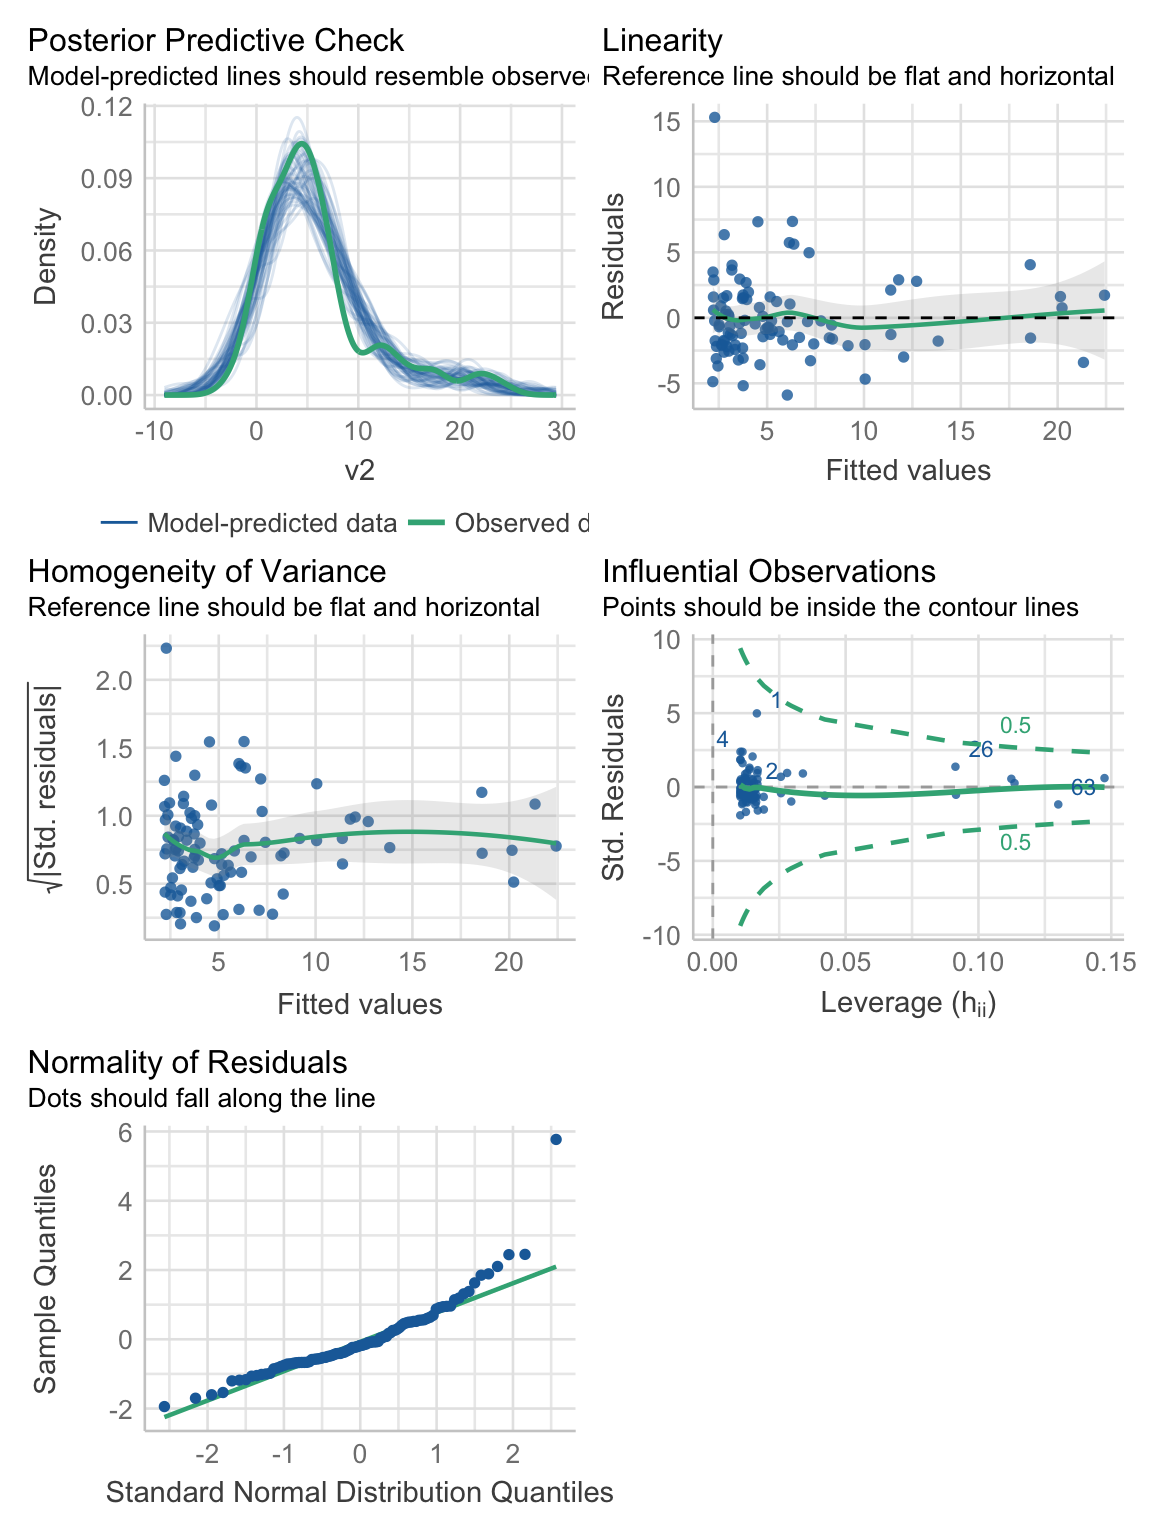 Posterior Predictive Check
Model-predicted lines should resemble observe
0.12
0.09
0.06
0.03
0.00
Density
-10 0 10 20 30
v2
Model-predicted data Observed d
Linearity
Reference line should be flat and horizontal
15
10
5
0
-5
Residuals
5 10 15 20
Fitted values
Homogeneity of Variance
Reference line should be flat and horizontal
2.0
1.5
1.0
0.5
√|Std. residuals|
5 10 15 20
Fitted values
Influential Observations
Points should be inside the contour lines
10
5
0
-5
-10
Std. Residuals
1
4
2
26
63
0.5
0.5
0.00 0.05 0.10 0.15
Leverage (hii)
Normality of Residuals
Dots should fall along the line
6
4
2
0
-2
Sample Quantiles
-2 -1 0 1 2
Standard Normal Distribution Quantiles